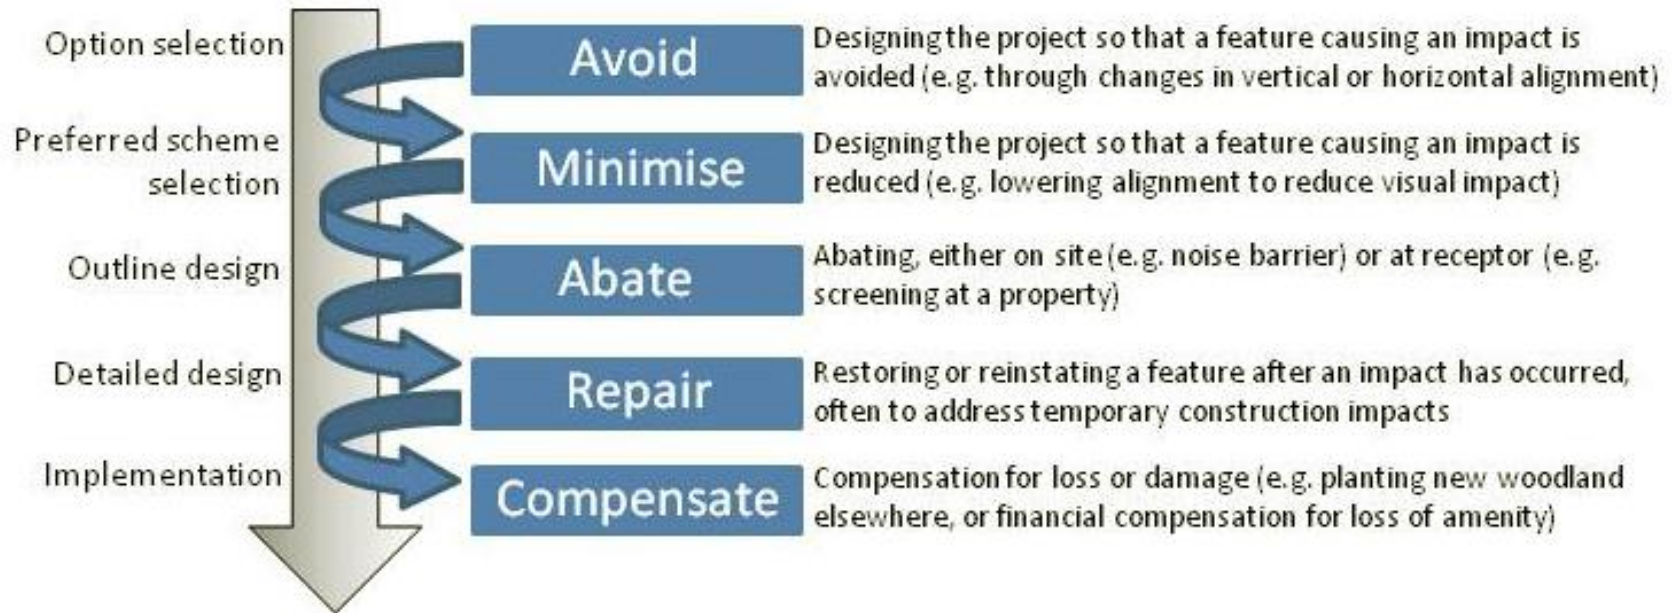 Option selection
Avoid
Designing the project so that a feature causing an impact is
avoided (e.g. through changes in vertical or horizontal alignment)
Preferred scheme
selection
Minimise
Designing the project so that a feature causing an impact is
reduced (e.g. lowering alignment to reduce visual impact)
Outline design
Abate
Abating, either on site (e.g. noise barrier) or at receptor (e.g.
screening at a property)
Detailed design
Repair
Restoring or reinstating a feature after an impact has occurred,
often to address temporary construction impacts
Implementation
Compensate
Compensation for loss or damage (e.g. planting new woodland
elsewhere, or financial compensation for loss of amenity)